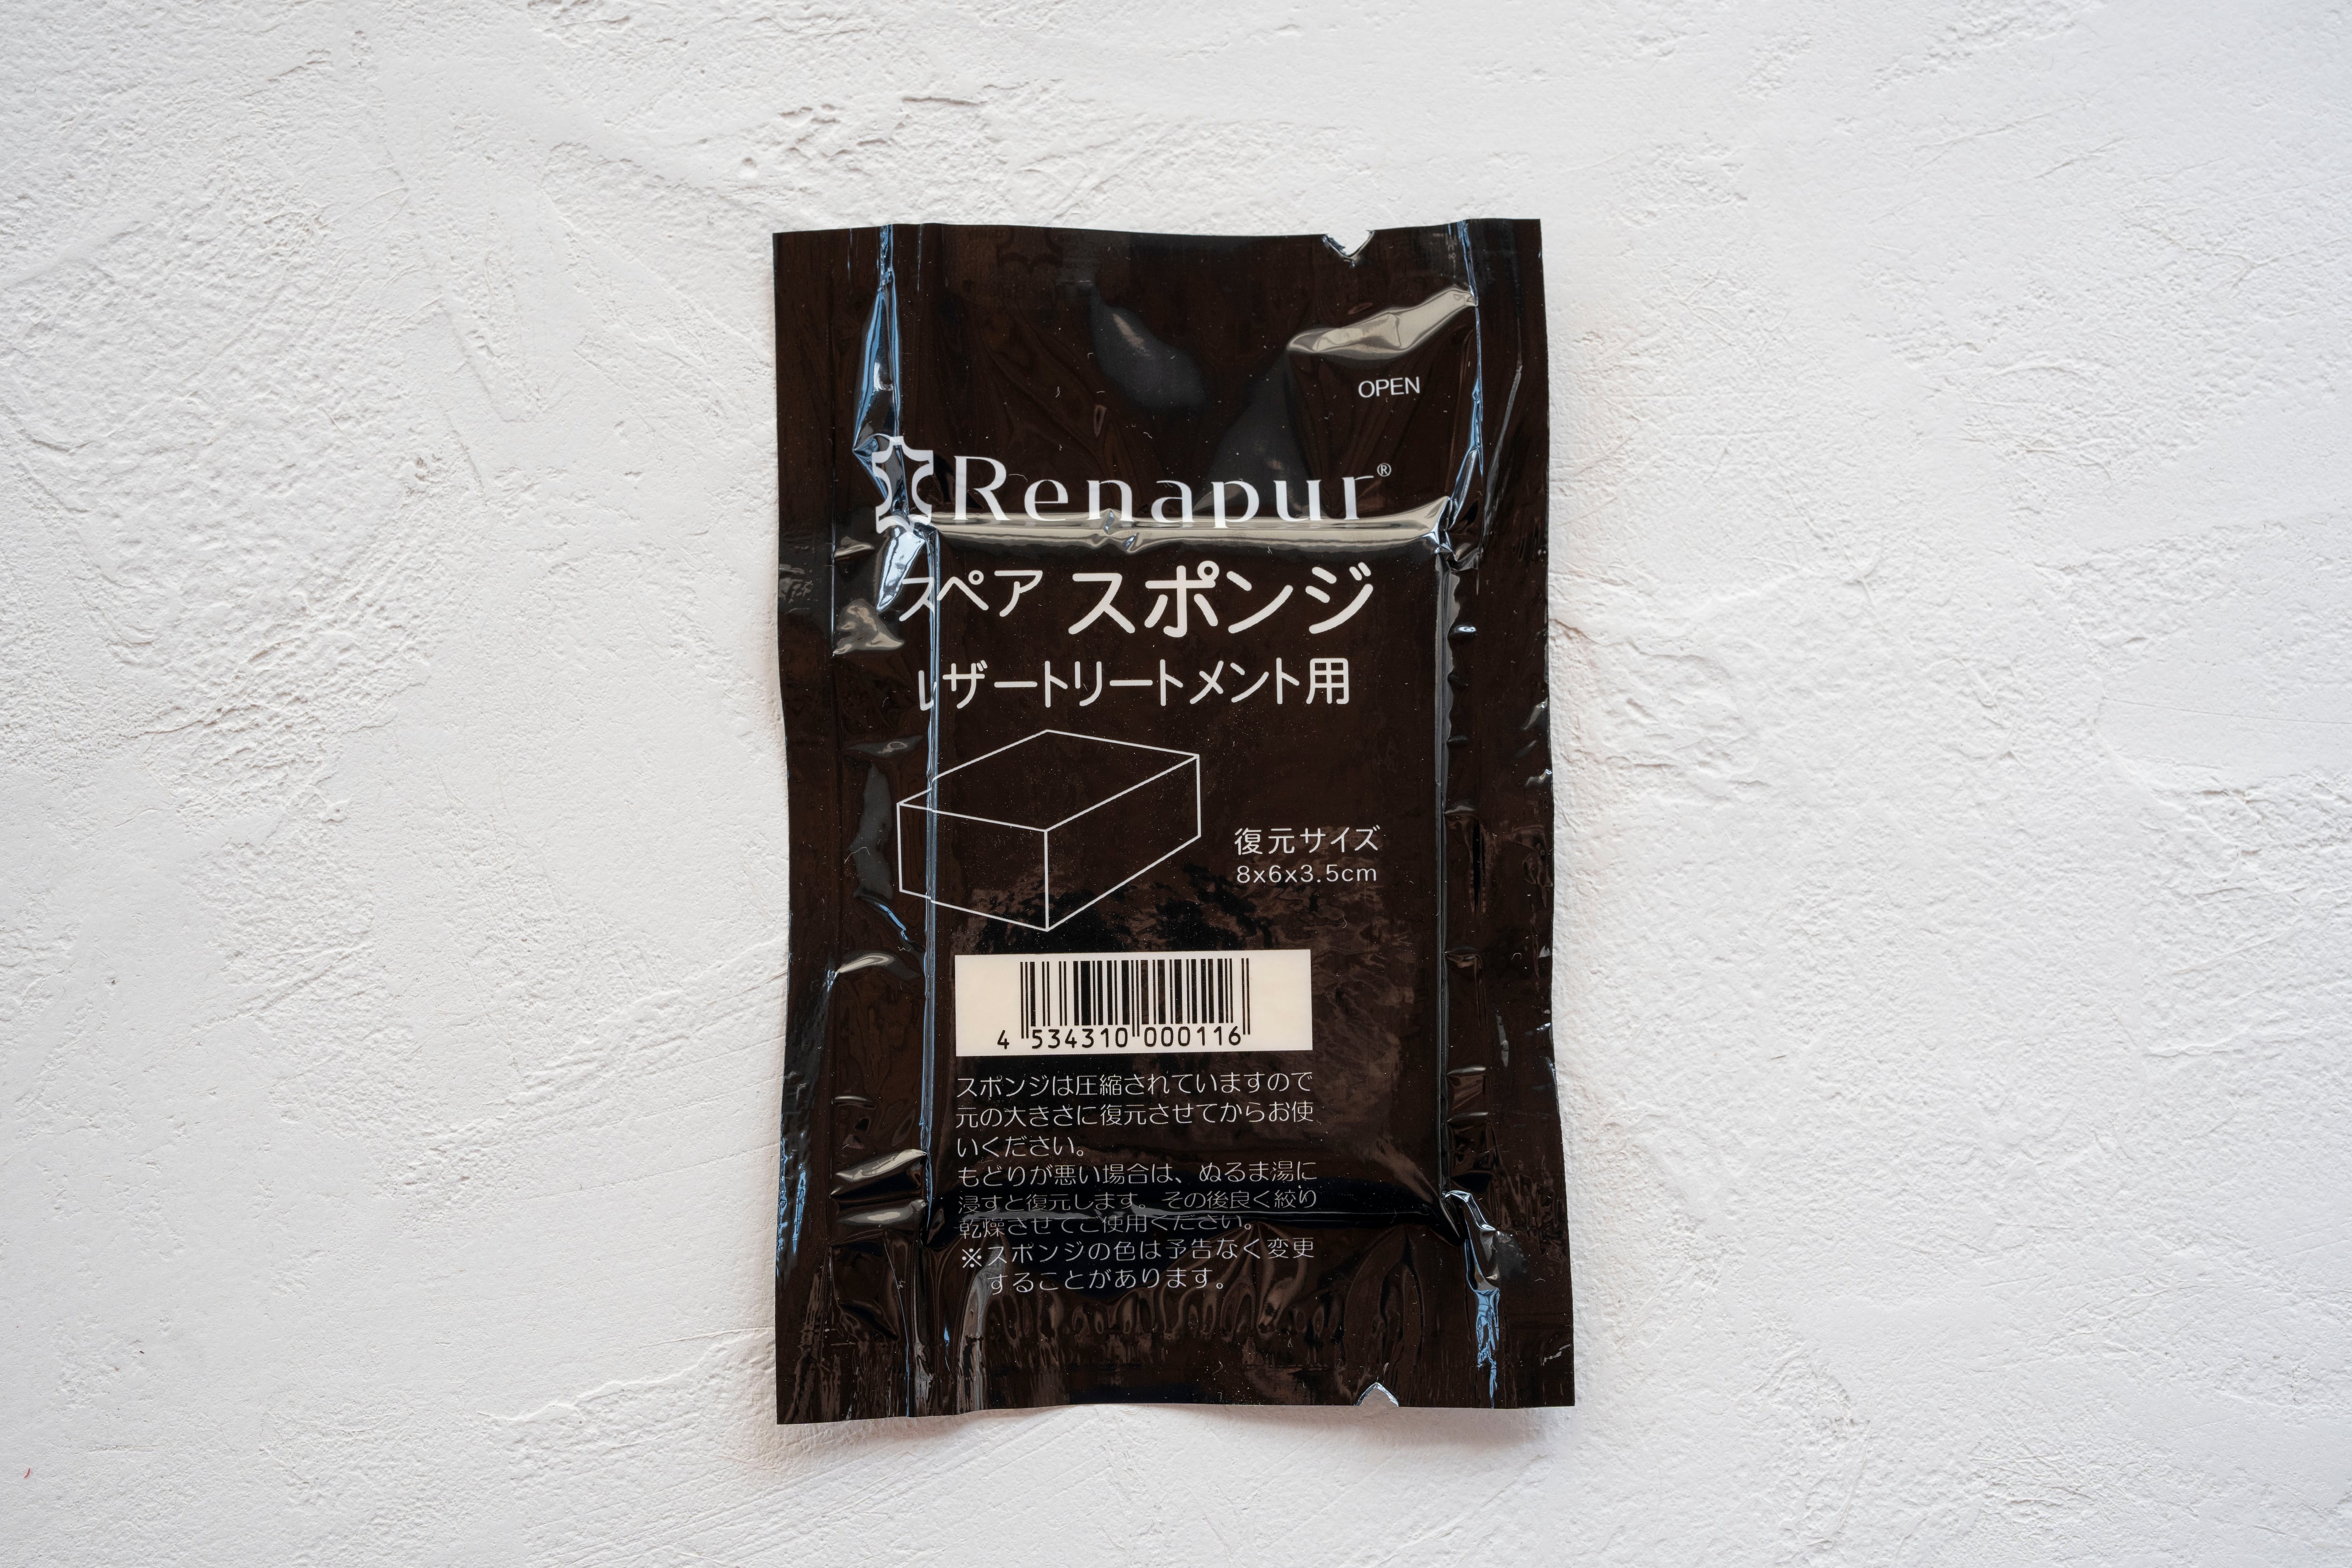 OPEN
Renapur®
スペア スポンジ
レザートリートメント用
復元サイズ
8x6x3.5cm
4 534310 000116
スポンジは圧縮されていますので
元の大きさに復元させてからお使
いください。
もどりが悪い場合は、ぬるま湯に
浸すと復元します。その後良く絞り
乾燥させてご使用ください。
※スポンジの色は予告なく変更
することがあります。